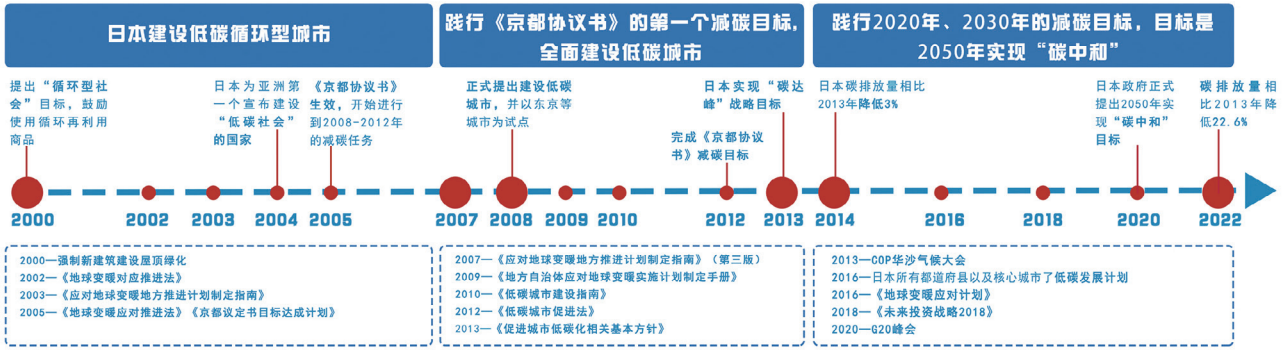 日本建设低碳循环型城市
践行《京都协议书》的第一个减碳目标，
全面建设低碳城市
践行2020年、2030年的减碳目标，目标是
2050年实现“碳中和”
提出“循环型社
会”目标，鼓励
使用循环再利用
商品
日本为亚洲第
一个宣布建设
“低碳社会”
的国家
《京都协议书》
生效，开始进行
到2008-2012年
的减碳任务
正式提出建设低碳
城市，并以东京等
城市为试点
完成《京都协议
书》减碳目标
日本实现“碳达
峰”战略目标
日本碳排放量相比
2013年降低3%
日本政府正式
提出2050年实
现“碳中和”
目标
碳排放量相
比2013年降
低22.6%
2000
2002
2003
2004
2005
2007
2008
2009
2010
2012
2013
2014
2016
2018
2020
2022
2000—强制新建筑建设屋顶绿化
2002—《地球变暖对应推进法》
2003—《应对地球变暖地方推进计划制定指南》
2005—《地球变暖应对推进法》《京都议定书目标达成计划》
2007—《应对地球变暖地方推进计划制定指南》（第三版）
2009—《地方自治体应对地球变暖实施计划制定手册》
2010—《低碳城市建设指南》
2012—《低碳城市促进法》
2013—《促进城市低碳化相关基本方针》
2013—COP华沙气候大会
2016—日本所有都道府县以及核心城市了低碳发展计划
2016—《地球变暖应对计划》
2018—《未来投资战略2018》
2020—G20峰会